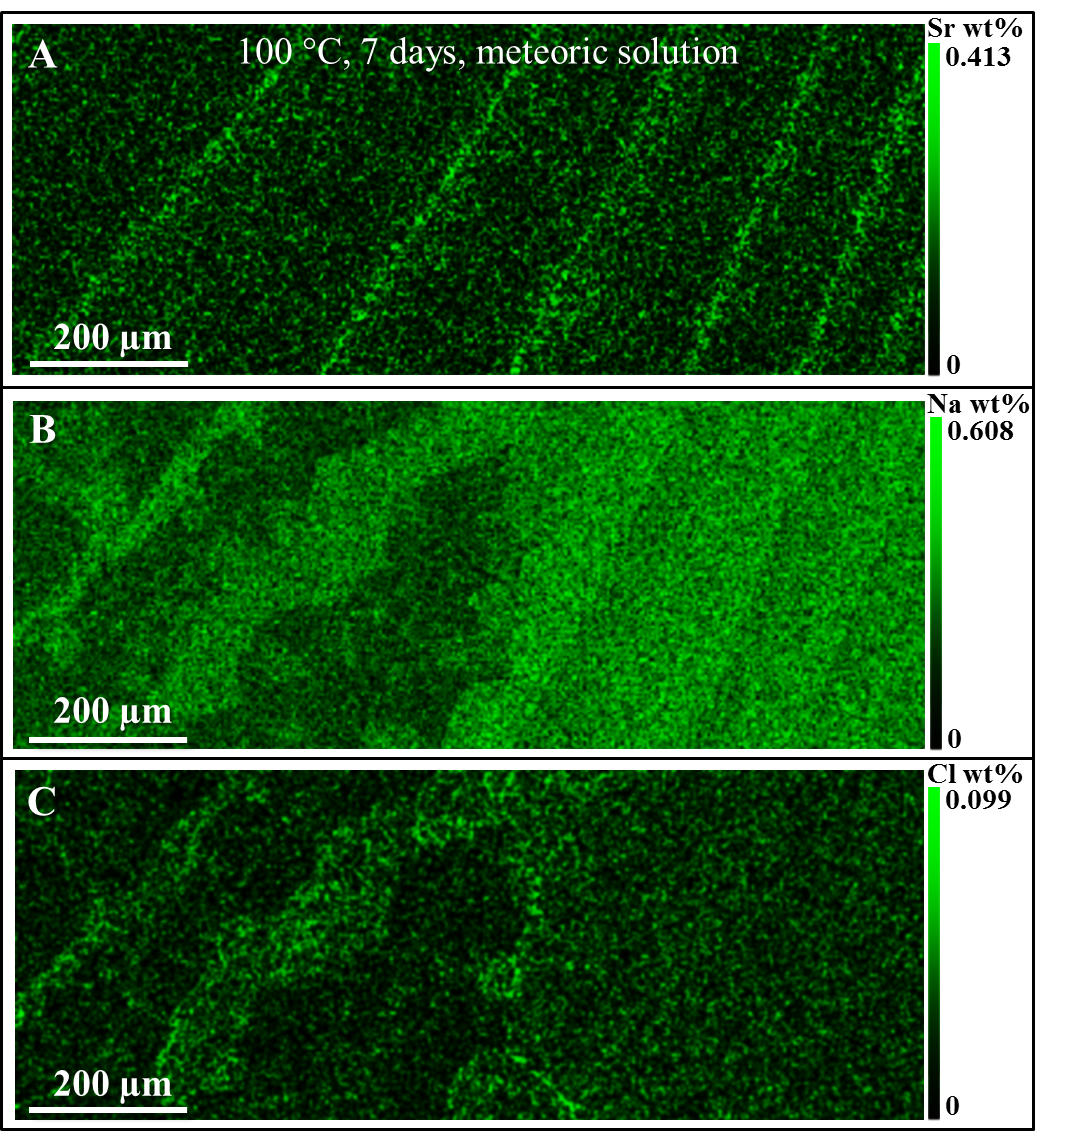 A
100 °C, 7 days, meteoric solution
Sr wt%
0.413
200 µm
0
B
Na wt%
0.608
200 µm
0
C
Cl wt%
0.099
200 µm
0